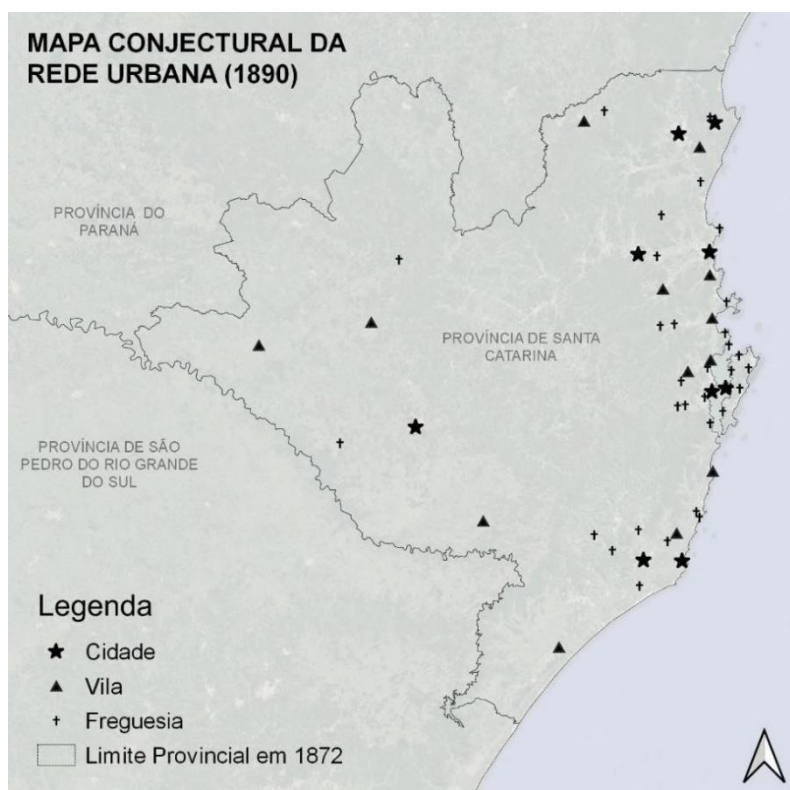 MAPA CONJECTURAL DA
REDE URBANA (1890)
PROVÍNCIA DO
PARANÁ
PROVÍNCIA DE SANTA
CATARINA
PROVÍNCIA DE SÃO
PEDRO DO RIO GRANDE
DO SUL
Legenda
Cidade
Vila
Freguesia
Limite Provincial em 1872